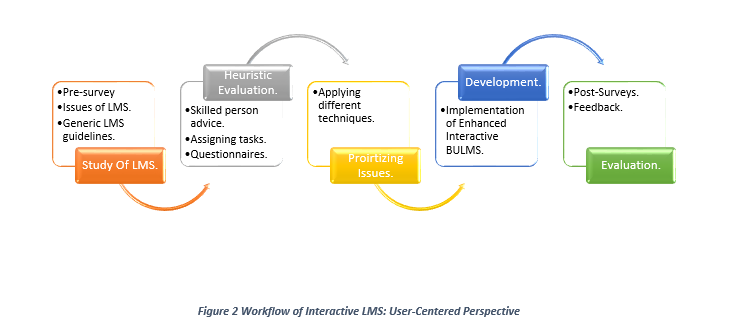 •Pre-survey
•Issues of LMS.
•Generic LMS
guidelines.
Study Of LMS.
Heuristic
Evaluation.
•Skilled person
advice.
•Assigning tasks.
•Questionnaires.
•Applying
different
techniques.
Proirtizing
Issues.
Development.
•Implementation
of Enhanced
Interactive
BULMS.
•Post-Surveys.
•Feedback.
Evaluation.
Figure 2 Workflow of Interactive LMS: User-Centered Perspective